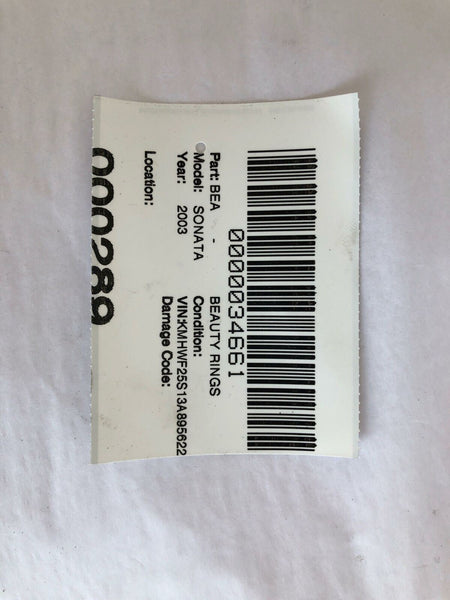 0000034661
Part: BEA - BEAUTY RINGS
Model: SONATA Condition:
Year: 2003 VIN:KMHWF25S13A895622
Damage Code:
Location:
000289